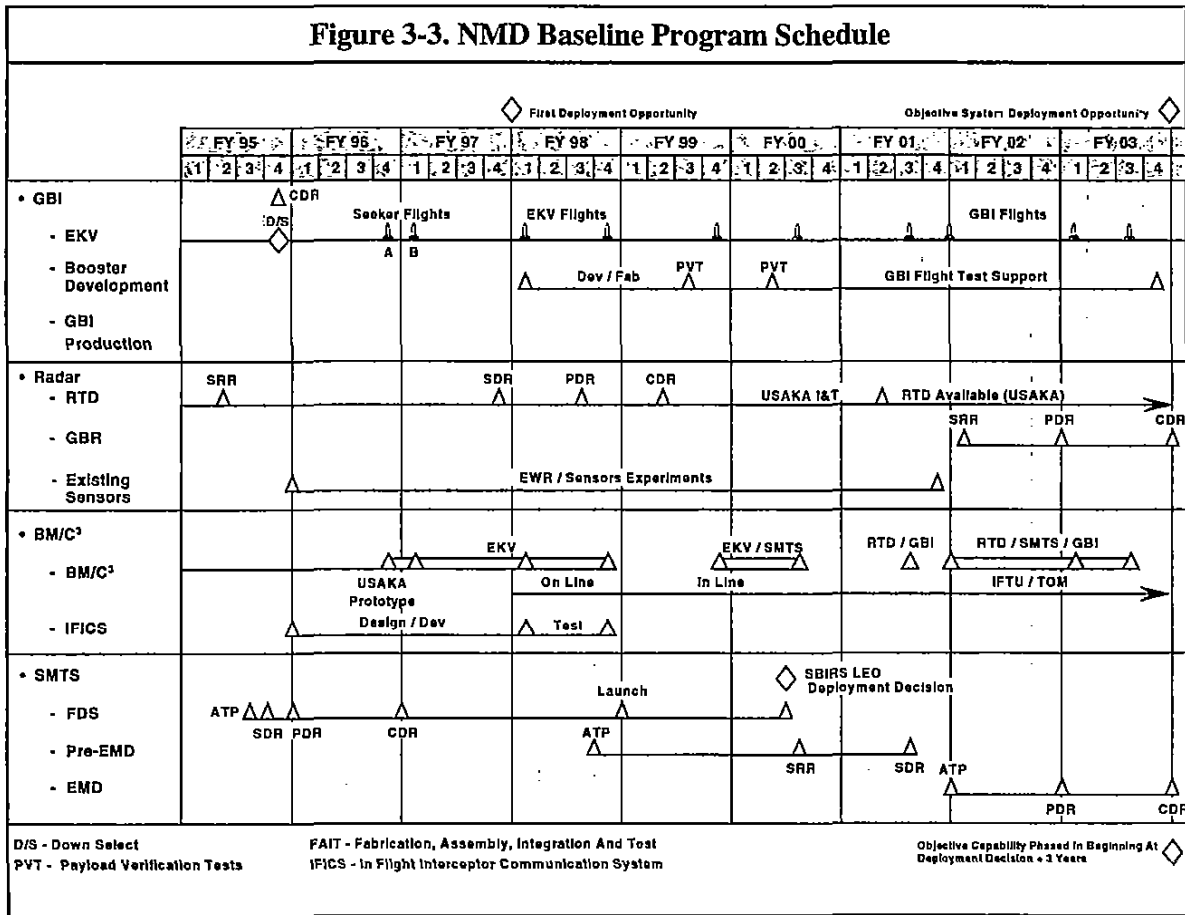 Figure 3-3. NMD Baseline Program Schedule
First Deployment Opportunity
Objective System Deployment Opportunity
FY 95 FY 96 FY 97 FY 98 FY 99 FY 00 FY 01 FY 02 FY 03
1 2 3 4 1 2 3 4 1 2 3 4 1 2 3 4 1 2 3 4 1 2 3 4 1 2 3 4 1 2 3 4 1 2 3 4
• GBI
CDR
D/S
Seeker Flights
EKV Flights
GBI Flights
- EKV
A B
- Booster
Development
Dev / Fab
PVT
PVT
GBI Flight Test Support
- GBI
Production
• Radar
SRR
SDR
PDR
CDR
- RTD
USAKA I&T
RTD Available (USAKA)
- GBR
SRR
PDR
CDR
- Existing
Sensors
EWR / Sensors Experiments
• BM/C³
EKV
EKV / SMTS
RTD / GBI
RTD / SMTS / GBI
- BM/C³
USAKA
Prototype
On Line
In Line
IFTU / TOM
- IFICS
Design / Dev
Test
• SMTS
SBIRS LEO
Deployment Decision
Launch
- FDS
ATP
SDR PDR
CDR
ATP
- Pre-EMD
SRR
SDR
ATP
- EMD
PDR
CDR
D/S - Down Select
FAIT - Fabrication, Assembly, Integration And Test
PVT - Payload Verification Tests
IFICS - In Flight Interceptor Communication System
Objective Capability Phased In Beginning At
Deployment Decision + 3 Years